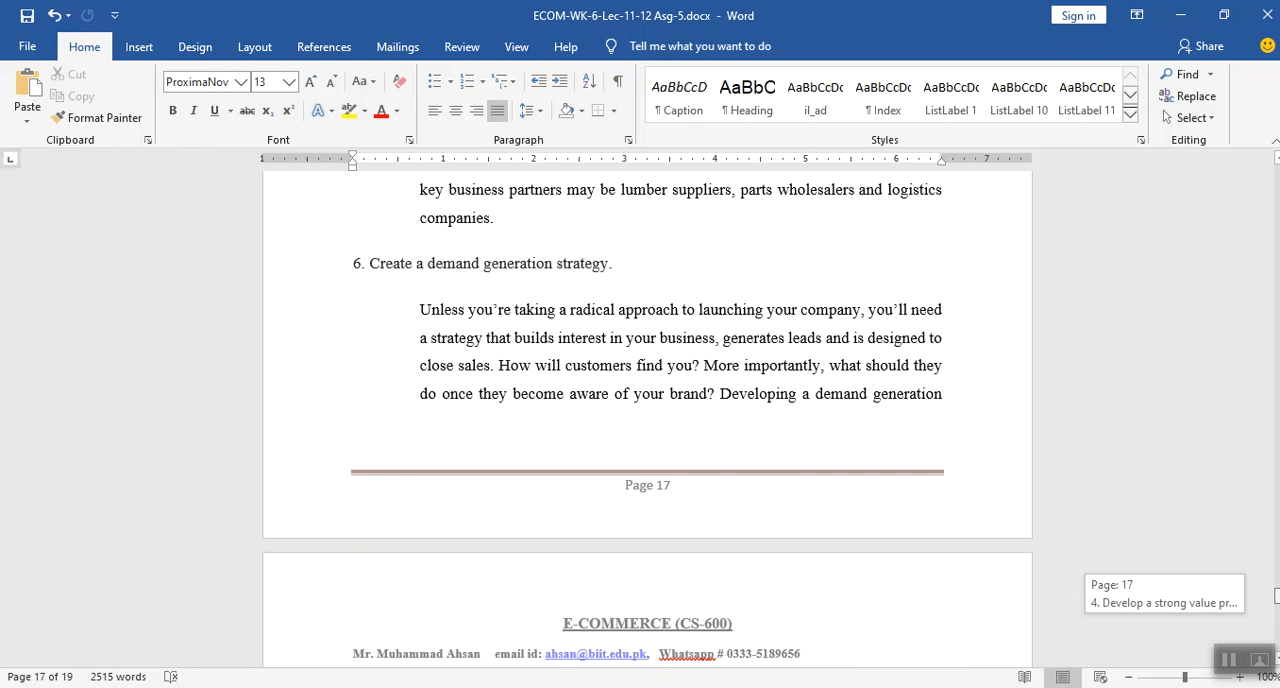 ECOM-WK-6-Lec-11-12 Asg-5.docx - Word
Sign in
File Home Insert Design Layout References Mailings Review View Help Tell me what you want to do Share
Paste
Cut
Copy
Format Painter
Clipboard
ProximaNov 13
Font
Paragraph
AaBbCcD AaBbC AaBbCcDc AaBbCcDc AaBbCcDc AaBbCcDc AaBbCcDc
¶ Caption ¶ Heading il_ad ¶ Index ListLabel 1 ListLabel 10 ListLabel 11
Styles
Find
Replace
Select
Editing
1 1 2 3 4 5 6 7
key business partners may be lumber suppliers, parts wholesalers and logistics
companies.
6. Create a demand generation strategy.
Unless you’re taking a radical approach to launching your company, you’ll need
a strategy that builds interest in your business, generates leads and is designed to
close sales. How will customers find you? More importantly, what should they
do once they become aware of your brand? Developing a demand generation
Page 17
Page: 17
4. Develop a strong value pr...
E-COMMERCE (CS-600)
Mr. Muhammad Ahsan email id: ahsan@biit.edu.pk, Whatsapp # 0333-5189656
Page 17 of 19 2515 words 100%